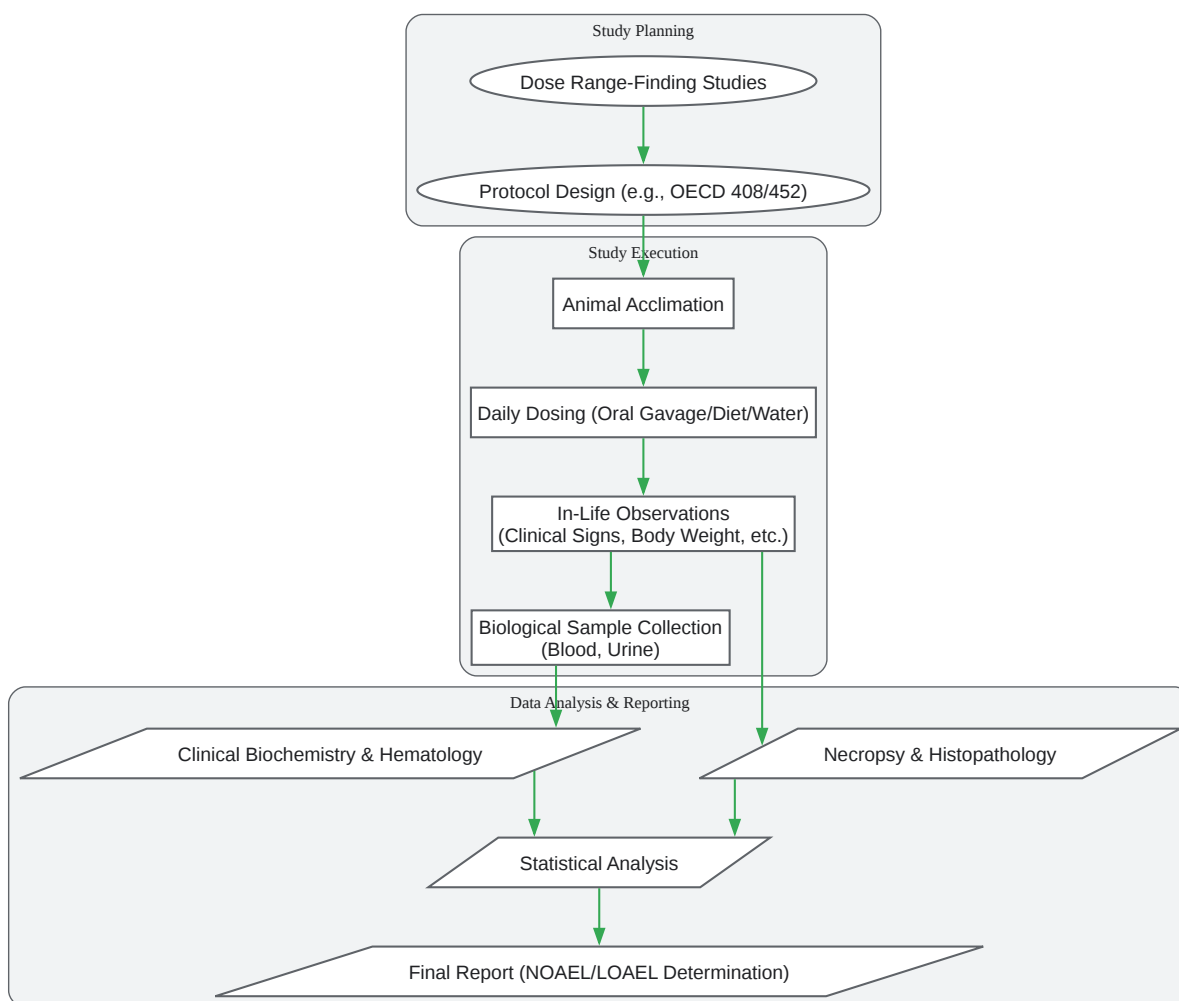 Study Planning
Dose Range-Finding Studies
Protocol Design (e.g., OECD 408/452)
Study Execution
Animal Acclimation
Daily Dosing (Oral Gavage/Diet/Water)
In-Life Observations
(Clinical Signs, Body Weight, etc.)
Biological Sample Collection
(Blood, Urine)
Data Analysis & Reporting
Clinical Biochemistry & Hematology
Necropsy & Histopathology
Statistical Analysis
Final Report (NOAEL/LOAEL Determination)